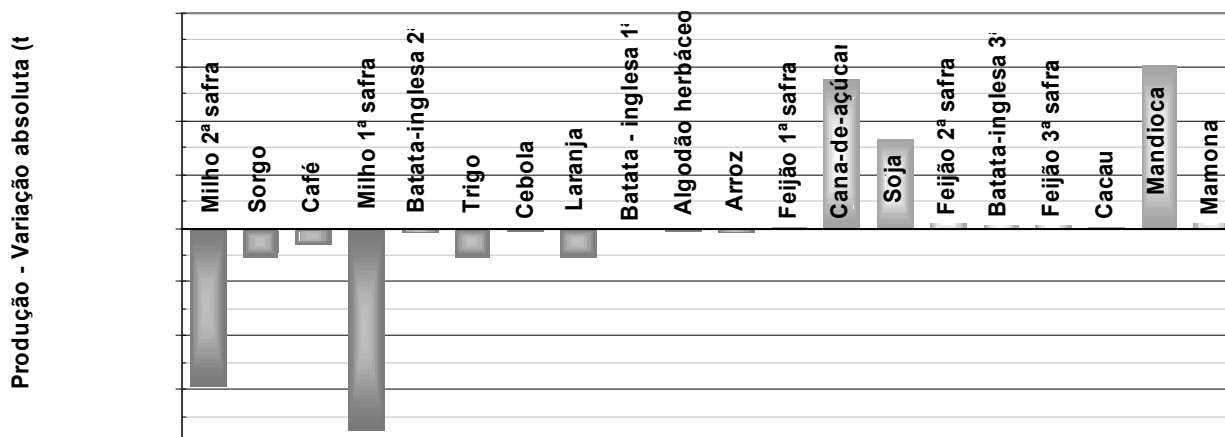 Produção - Variação absoluta (t
Milho 2ª safra
Sorgo
Café
Milho 1ª safra
Batata-inglesa 2ª
Trigo
Cebola
Laranja
Batata - inglesa 1ª
Algodão herbáceo
Arroz
Feijão 1ª safra
Cana-de-açúcar
Soja
Feijão 2ª safra
Batata-inglesa 3ª
Feijão 3ª safra
Cacau
Mandioca
Mamona